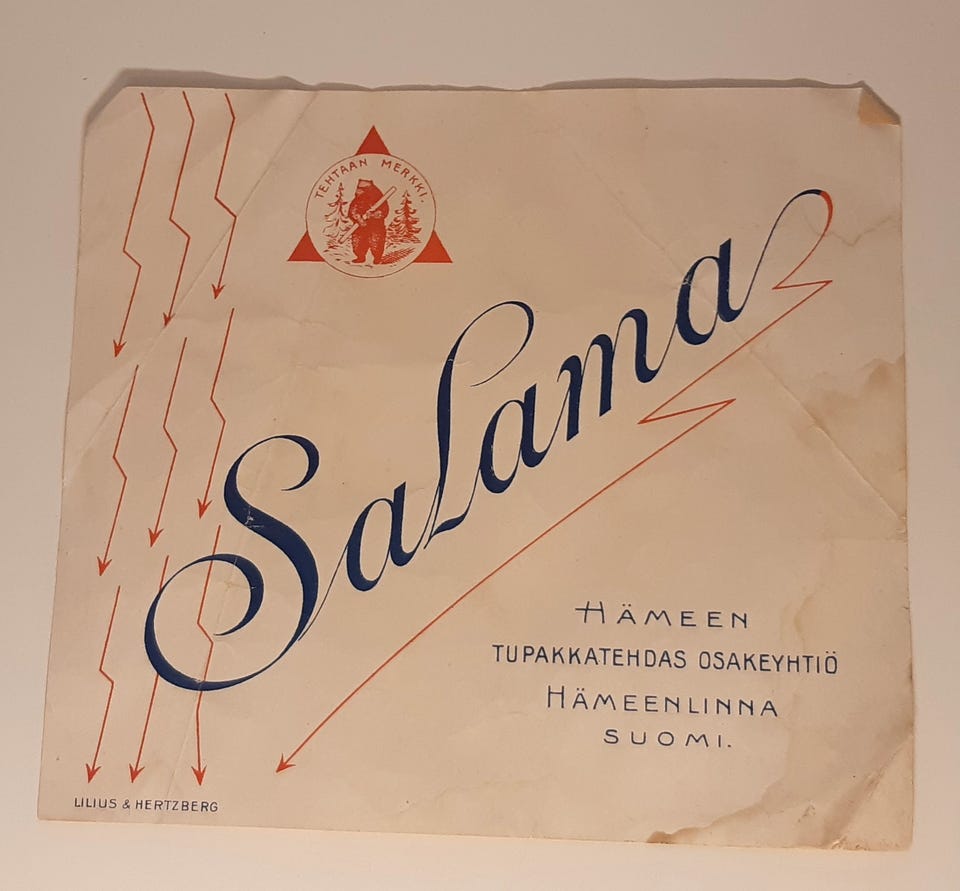 TEHTAAN MERKKI.
Salama
HÄMEEN
TUPAKKATEHDAS OSAKEYHTIÖ
HÄMEENLINNA
SUOMI.
LILIUS & HERTZBERG